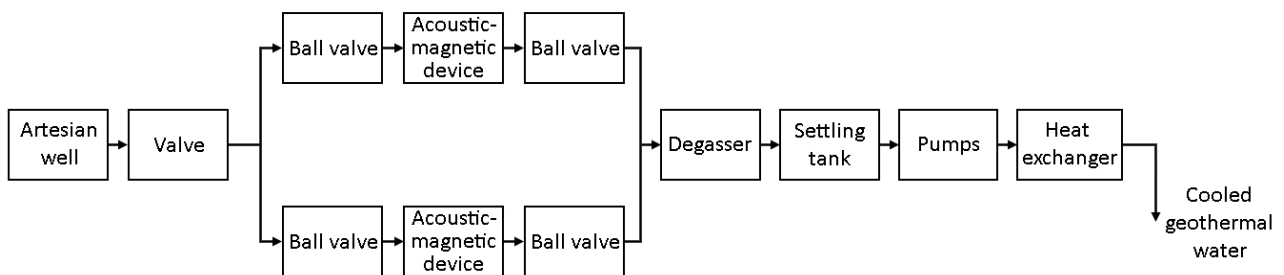 Ball valve
Acoustic-
magnetic
device
Ball valve
Artesian
well
Valve
Degasser
Settling
tank
Pumps
Heat
exchanger
Ball valve
Acoustic-
magnetic
device
Ball valve
Cooled
geothermal
water